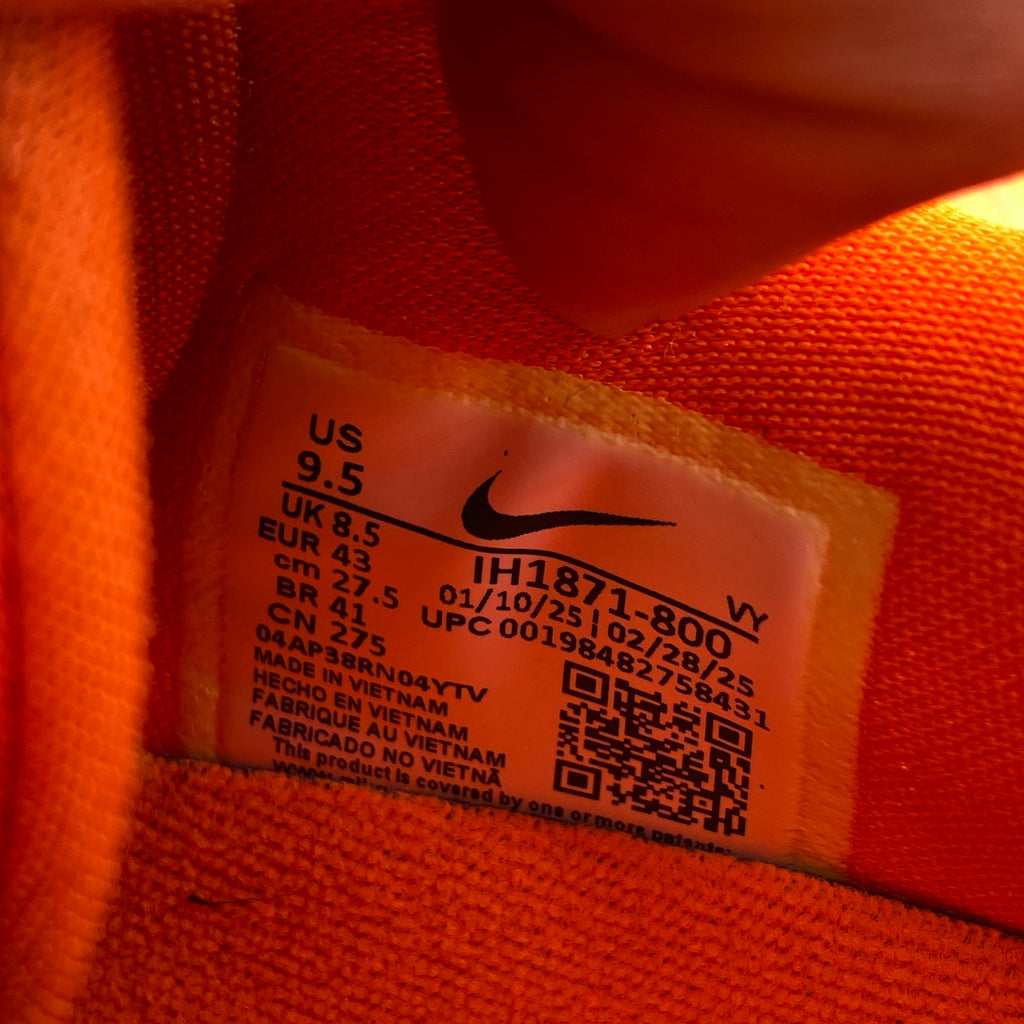 US
9.5
UK 8.5
EUR 43
cm 27.5
BR 41
CN 275
IH1871-800 VY
01/10/25 | 02/28/25
UPC 00198482758431
04AP38RN04YTV
MADE IN VIETNAM
HECHO EN VIETNAM
FABRIQUE AU VIETNAM
FABRICADO NO VIETNÃ
This product is covered by one or more patents: